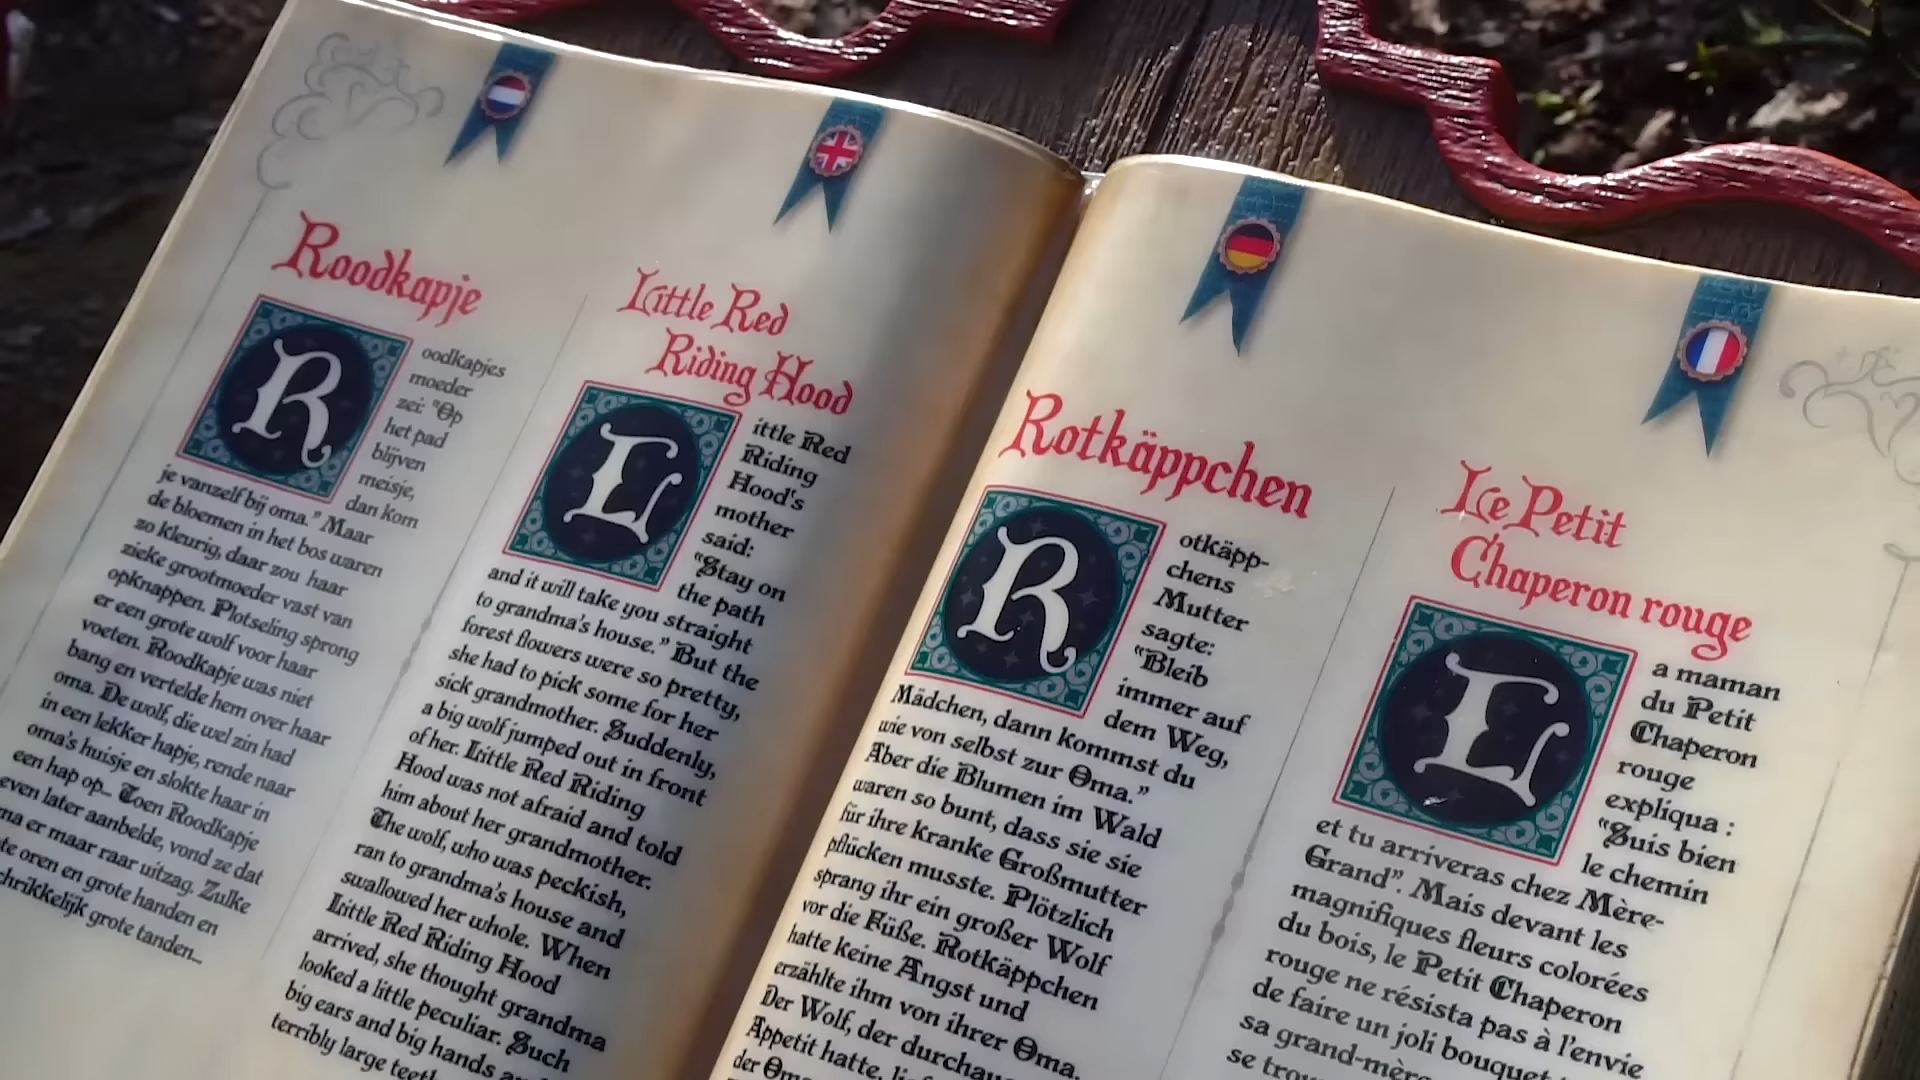 Roodkapje
Roodkapjes
moeder
zei: "Op
het pad
blijven
meisje,
dan kom
je vanzelf bij oma." Maar
de bloemen in het bos waren
zo kleurig, daar zou haar
zieke grootmoeder vast van
opknappen. Plotseling sprong
er een grote wolf voor haar
voeten. Roodkapje was niet
bang en vertelde hem over haar
oma. De wolf, die wel zin had
in een lekker hapje, rende naar
oma's huisje en slokte haar in
een hap op... Toen Roodkapje
even later aanbelde, vond ze dat
er maar raar uitzag. Zulke
oren en grote handen en
grote tanden...
Little Red
Riding Hood
Little Red
Riding
Hood's
mother
said:
"Stay on
the path
and it will take you straight
to grandma's house." But the
forest flowers were so pretty,
she had to pick some for her
sick grandmother. Suddenly,
a big wolf jumped out in front
of her. Little Red Riding
Hood was not afraid and told
him about her grandmother.
The wolf, who was peckish,
ran to grandma's house and
swallowed her whole. When
Little Red Riding Hood
arrived, she thought grandma
looked a little peculiar. Such
big ears and big hands
terribly large
Rotkäppchen
Rotkäpp-
chens
Mutter
sagte:
"Bleib
immer auf
dem Weg,
Mädchen, dann kommst du
wie von selbst zur Oma."
Aber die Blumen im Wald
waren so bunt, dass sie sie
für ihre kranke Großmutter
pflücken musste. Plötzlich
sprang ihr ein großer Wolf
vor die Füße. Rotkäppchen
hatte keine Angst und
erzählte ihm von ihrer Oma.
Der Wolf, der
Appetit hatte,
der
Le Petit
Chaperon rouge
La maman
du Petit
Chaperon
rouge
expliqua :
"Suis bien
le chemin
et tu arriveras chez Mère-
Grand". Mais devant les
magnifiques fleurs colorées
du bois, le Petit Chaperon
rouge ne résista pas à l'envie
de faire un joli bouquet
sa grand-mère
se